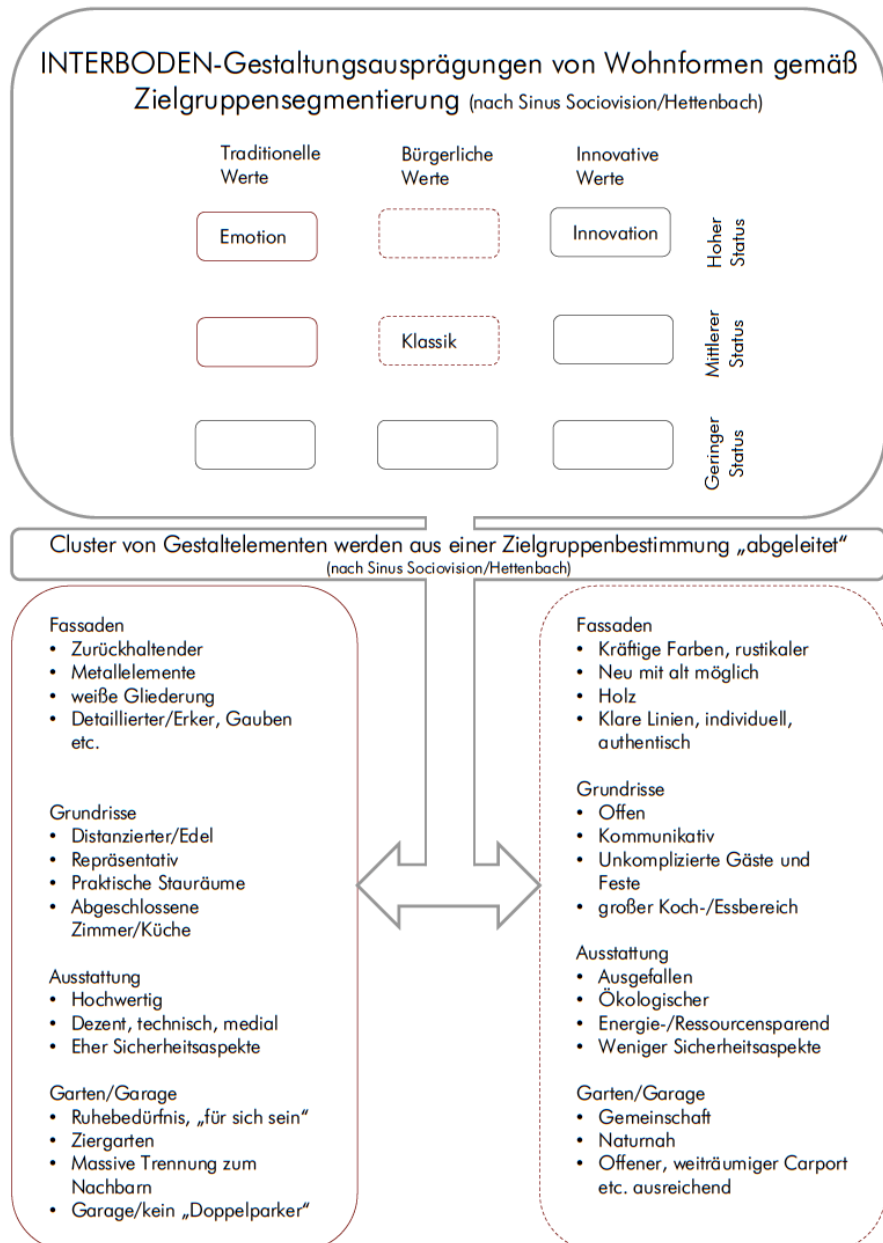 INTERBODEN-Gestaltungsausprägungen von Wohnformen gemäß
Zielgruppensegmentierung (nach Sinus Sociovision/Hettenbach)
Traditionelle
Werte
Bürgerliche
Werte
Innovative
Werte
Emotion
Innovation
Hoher
Status
Klassik
Mittlerer
Status
Geringer
Status
Cluster von Gestaltelementen werden aus einer Zielgruppenbestimmung „abgeleitet“
(nach Sinus Sociovision/Hettenbach)
Fassaden
• Zurückhaltender
• Metallelemente
• weiße Gliederung
• Detaillierter/Erker, Gauben
etc.
Grundrisse
• Distanzierter/Edel
• Repräsentativ
• Praktische Stauräume
• Abgeschlossene
Zimmer/Küche
Ausstattung
• Hochwertig
• Dezent, technisch, medial
• Eher Sicherheitsaspekte
Garten/Garage
• Ruhebedürfnis, „für sich sein“
• Ziergarten
• Massive Trennung zum
Nachbarn
• Garage/kein „Doppelparker“
Fassaden
• Kräftige Farben, rustikaler
• Neu mit alt möglich
• Holz
• Klare Linien, individuell,
authentisch
Grundrisse
• Offen
• Kommunikativ
• Unkomplizierte Gäste und
Feste
• großer Koch-/Essbereich
Ausstattung
• Ausgefallen
• Ökologischer
• Energie-/Ressourcensparend
• Weniger Sicherheitsaspekte
Garten/Garage
• Gemeinschaft
• Naturnah
• Offener, weiträumiger Carport
etc. ausreichend